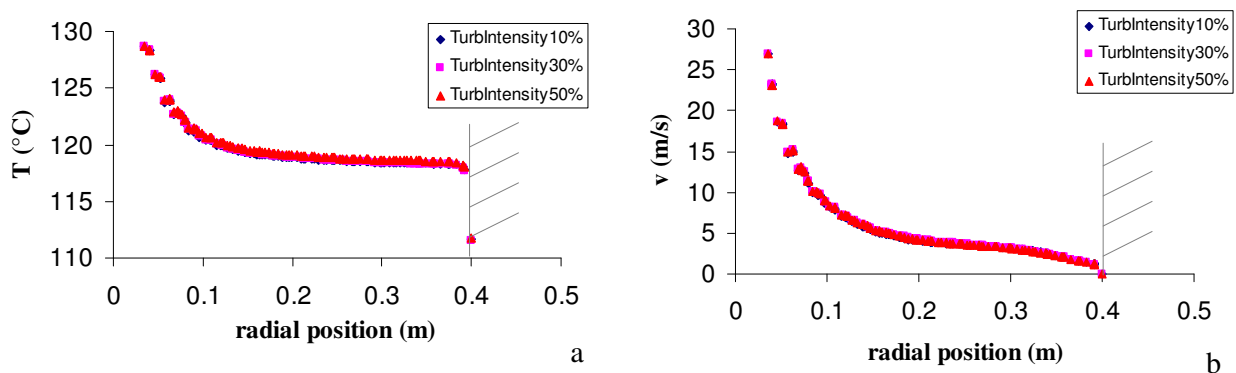 130
125
120
115
110
T (°C)
0
0.1
0.2
0.3
0.4
0.5
radial position (m)
TurbIntensity10%
TurbIntensity30%
TurbIntensity50%
a
30
25
20
15
10
5
0
v (m/s)
0
0.1
0.2
0.3
0.4
0.5
radial position (m)
TurbIntensity10%
TurbIntensity30%
TurbIntensity50%
b